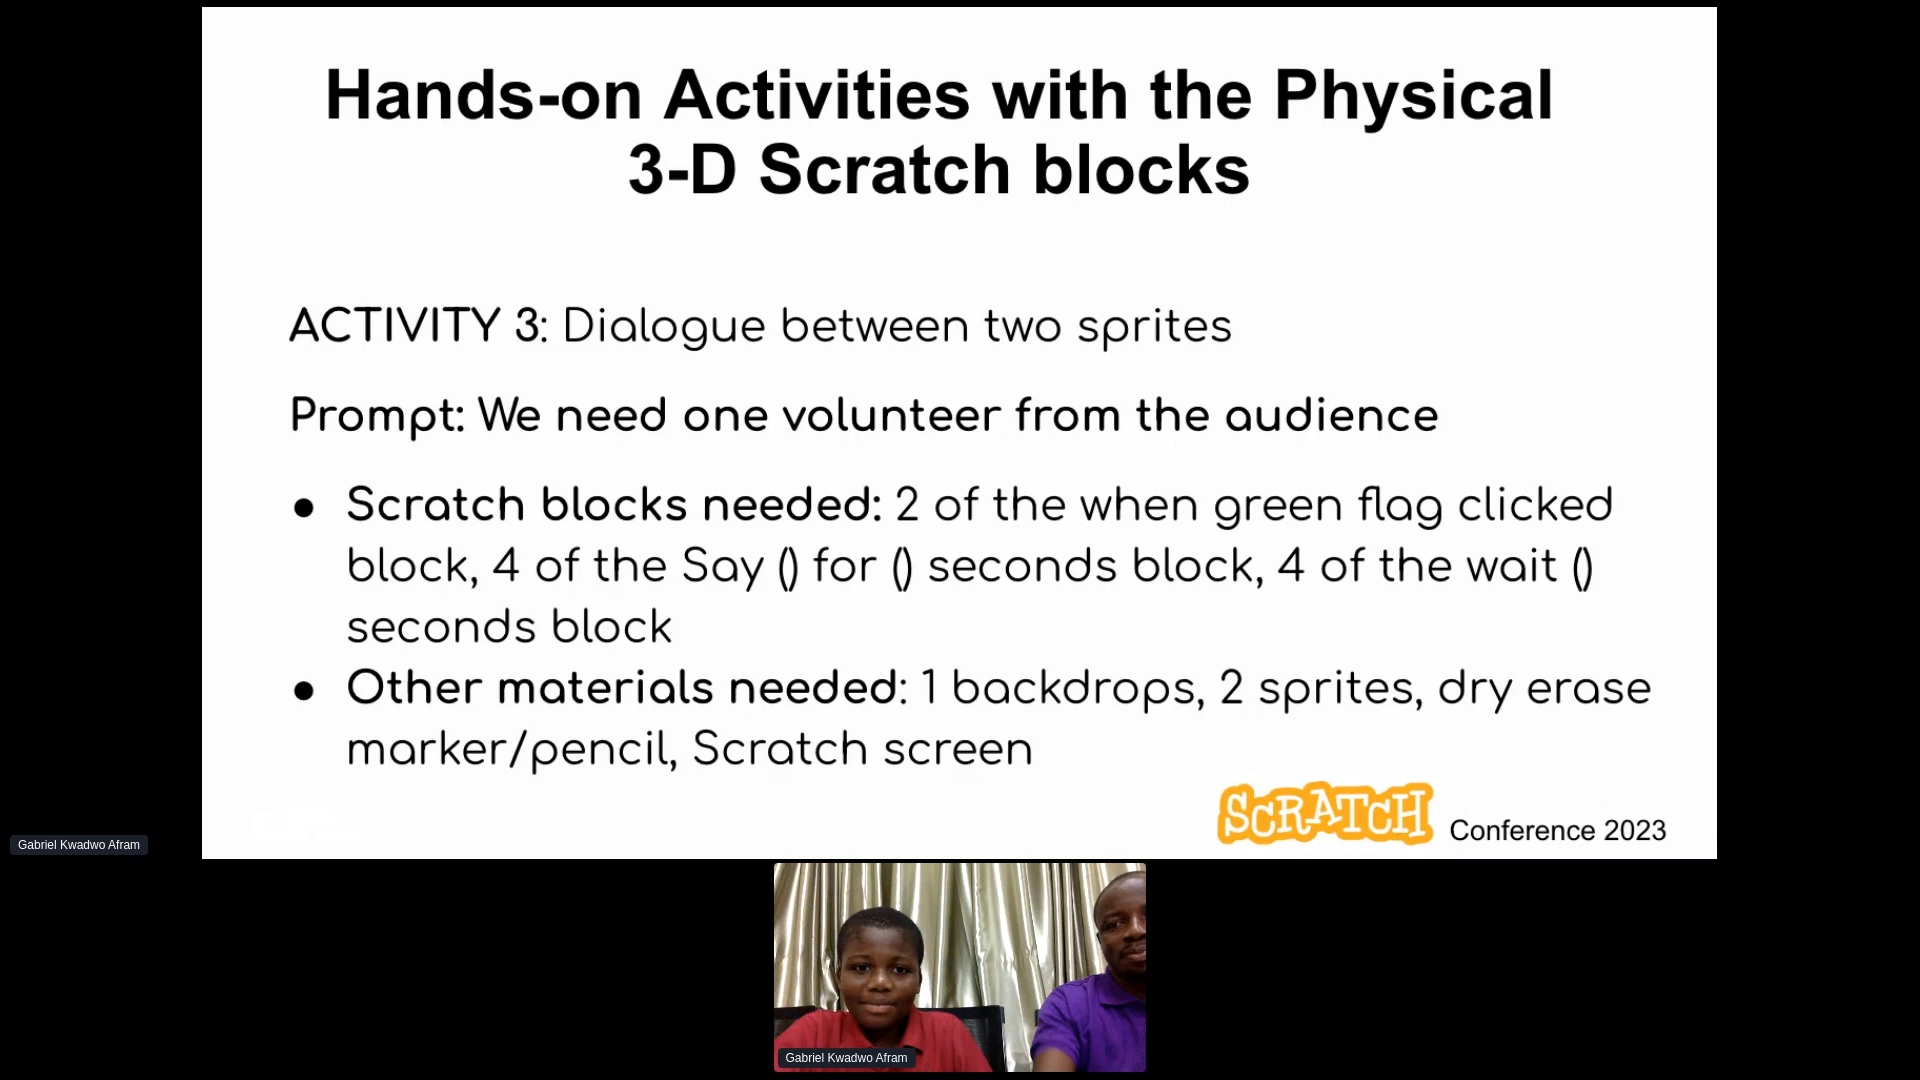 Hands-on Activities with the Physical
3-D Scratch blocks
ACTIVITY 3: Dialogue between two sprites
Prompt: We need one volunteer from the audience
● Scratch blocks needed: 2 of the when green flag clicked
block, 4 of the Say () for () seconds block, 4 of the wait ()
seconds block
● Other materials needed: 1 backdrops, 2 sprites, dry erase
marker/pencil, Scratch screen
SCRATCH Conference 2023
Gabriel Kwadwo Afram
Gabriel Kwadwo Afram